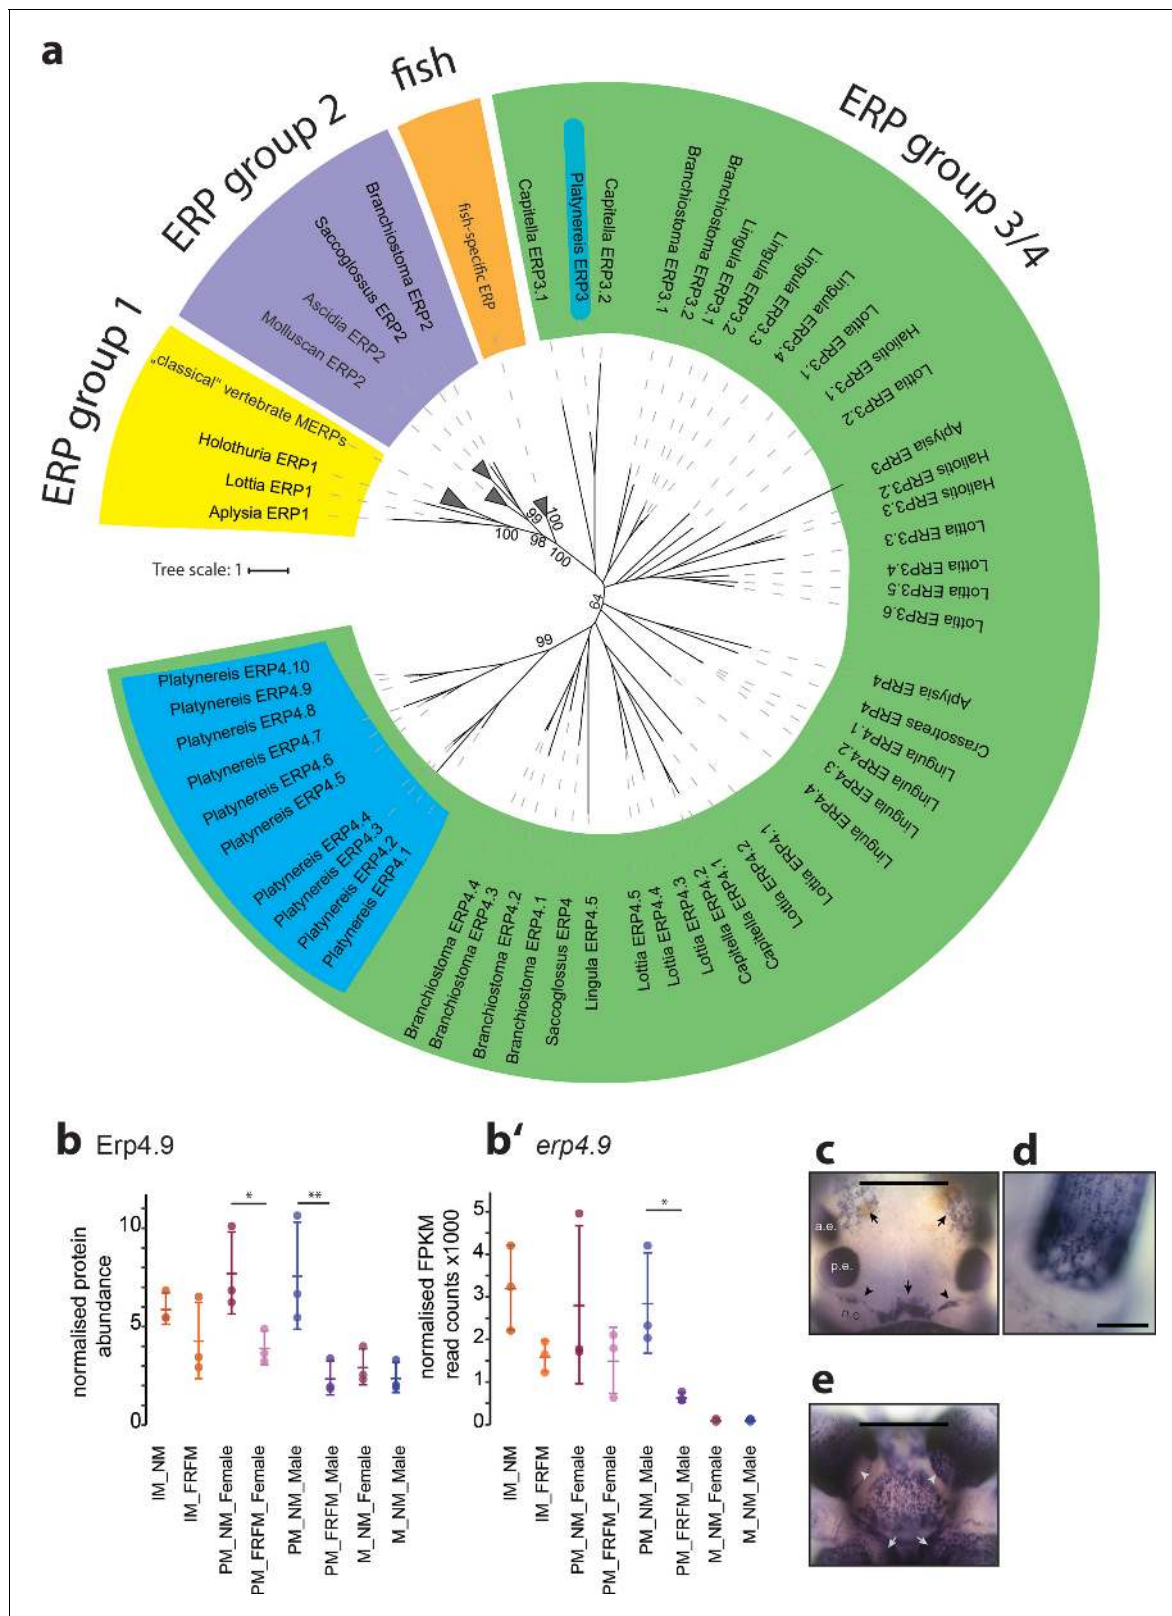 a
fish
ERP group 2
ERP group 3/4
ERP group 1
„classical“ vertebrate MERPs
Holothuria ERP1
Lottia ERP1
Aplysia ERP1
Branchiostoma ERP2
Saccoglossus ERP2
Ascidia ERP2
Molluscan ERP2
fish-specific ERP
Capitella ERP3.1
Platynereis ERP3
Capitella ERP3.2
Branchiostoma ERP3.1
Branchiostoma ERP3.2
Lingula ERP3.1
Lingula ERP3.2
Lingula ERP3.3
Lingula ERP3.4
Lottia ERP3.1
Haliotis ERP3.1
Lottia ERP3.2
Aplysia ERP3
Haliotis ERP3.2
Haliotis ERP3.3
Lottia ERP3.3
Lottia ERP3.4
Lottia ERP3.5
Lottia ERP3.6
Aplysia ERP4
Crassotreas ERP4
Lingula ERP4.1
Lingula ERP4.2
Lingula ERP4.3
Lingula ERP4.4
Lottia ERP4.1
Lottia ERP4.2
Capitella ERP4.1
Capitella ERP4.2
Lottia ERP4.3
Lottia ERP4.4
Lottia ERP4.5
Lingula ERP4.5
Saccoglossus ERP4
Branchiostoma ERP4.1
Branchiostoma ERP4.2
Branchiostoma ERP4.3
Branchiostoma ERP4.4
Platynereis ERP4.1
Platynereis ERP4.2
Platynereis ERP4.3
Platynereis ERP4.4
Platynereis ERP4.5
Platynereis ERP4.6
Platynereis ERP4.7
Platynereis ERP4.8
Platynereis ERP4.9
Platynereis ERP4.10
100
99
100
98
100
64
99
Tree scale: 1
b Erp4.9
normalised protein
abundance
10
5
0
* **
IM_NM
IM_FRFM
PM_NM_Female
PM_FRFM_Female
PM_NM_Male
PM_FRFM_Male
M_NM_Female
M_NM_Male
b‘ erp4.9
normalised FPKM
read counts x1000
5
4
3
2
1
0
*
IM_NM
IM_FRFM
PM_NM_Female
PM_FRFM_Female
PM_NM_Male
PM_FRFM_Male
M_NM_Female
M_NM_Male
c
a.e.
p.e.
n.o
d
e